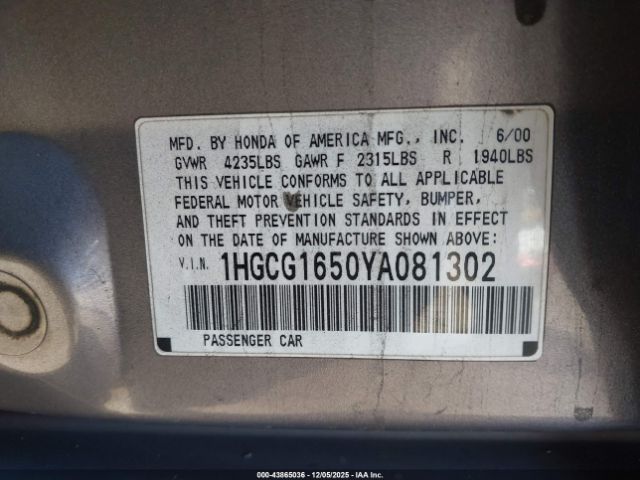 MFD. BY HONDA OF AMERICA MFG., INC. 6/00
GVWR 4235LBS GAWR F 2315LBS R 1940LBS
THIS VEHICLE CONFORMS TO ALL APPLICABLE
FEDERAL MOTOR VEHICLE SAFETY, BUMPER,
AND THEFT PREVENTION STANDARDS IN EFFECT
ON THE DATE OF MANUFACTURE SHOWN ABOVE:
V.I.N. 1HGCG1650YA081302
PASSENGER CAR
000-43865036 - 12/05/2025 - IAAI.COM